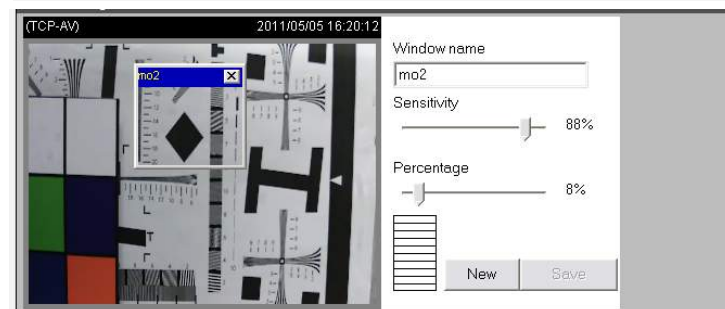 (TCP-AV) 2011/05/05 16:20:12
mo2
Window name
mo2
Sensitivity
88%
Percentage
8%
New Save